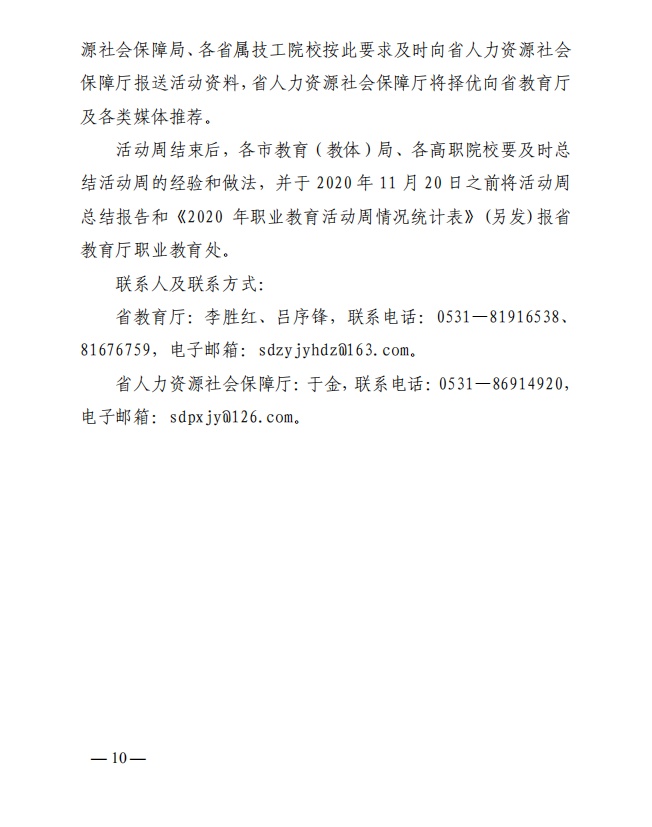 源社会保障局、各省属技工院校按此要求及时向省人力资源社会
保障厅报送活动资料，省人力资源社会保障厅将择优向省教育厅
及各类媒体推荐。
活动周结束后，各市教育（教体）局、各高职院校要及时总
结活动周的经验和做法，并于 2020 年 11 月 20 日之前将活动周
总结报告和《2020 年职业教育活动周情况统计表》(另发)报省
教育厅职业教育处。
联系人及联系方式：
省教育厅：李胜红、吕序锋，联系电话：0531—81916538、
81676759，电子邮箱：sdzyjyhdz@163.com。
省人力资源社会保障厅：于金，联系电话：0531—86914920，
电子邮箱：sdpxjy@126.com。
— 10 —